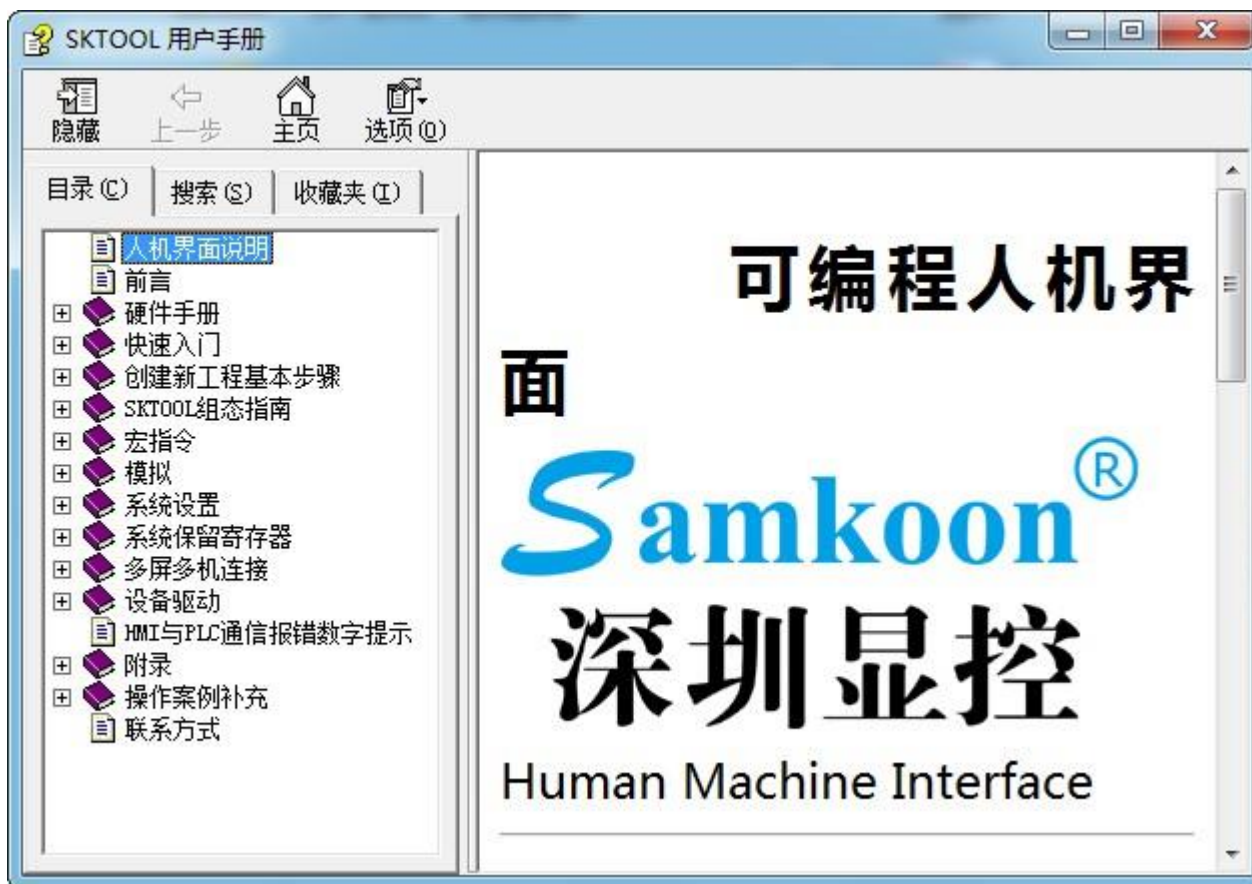 SKTOOL 用户手册
隐藏
上一步
主页
选项(O)
目录(C)
搜索(S)
收藏夹(I)
人机界面说明
前言
硬件手册
快速入门
创建新工程基本步骤
SKTOOL组态指南
宏指令
模拟
系统设置
系统保留寄存器
多屏多机连接
设备驱动
HMI与PLC通信报错数字提示
附录
操作案例补充
联系方式
可编程人机界
面
Samkoon®
深圳显控
Human Machine Interface